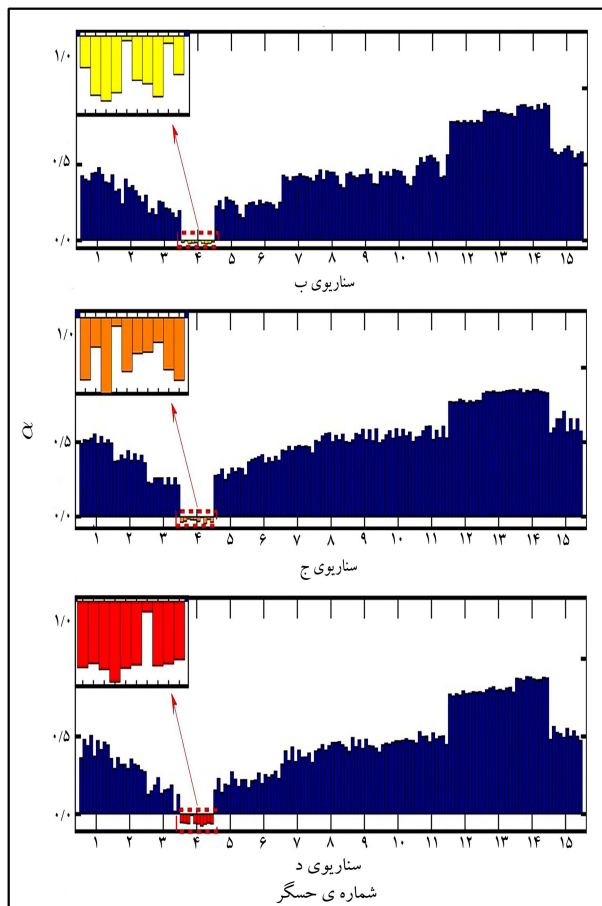 ۱/۰
۰/۵
۰/۰
۱ ۲ ۳ ۴ ۵ ۶ ۷ ۸ ۹ ۱۰ ۱۱ ۱۲ ۱۳ ۱۴ ۱۵
سناریوی ب
۱/۰
α
۰/۵
۰/۰
۱ ۲ ۳ ۴ ۵ ۶ ۷ ۸ ۹ ۱۰ ۱۱ ۱۲ ۱۳ ۱۴ ۱۵
سناریوی ج
۱/۰
۰/۵
۰/۰
۱ ۲ ۳ ۴ ۵ ۶ ۷ ۸ ۹ ۱۰ ۱۱ ۱۲ ۱۳ ۱۴ ۱۵
سناریوی د
شماره ی حسگر